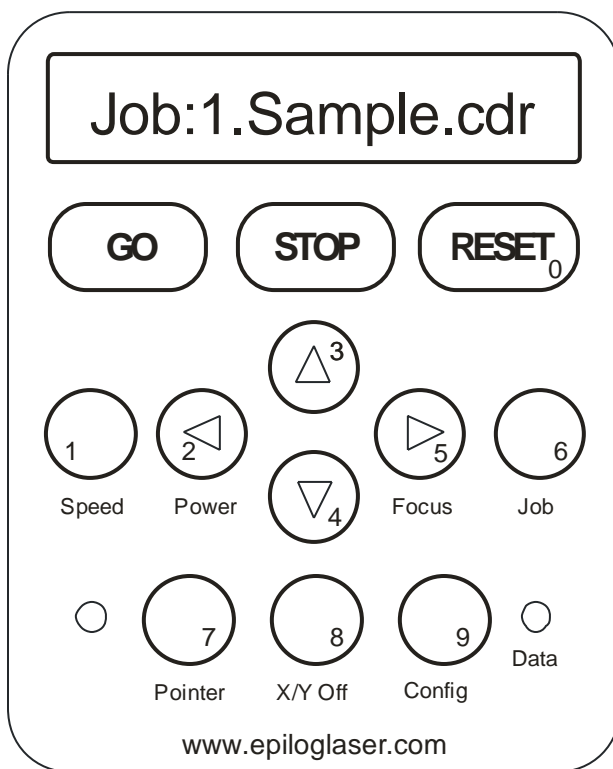 Job:1.Sample.cdr
GO STOP RESET 0
3
1 2 5 6
4
Speed Power Focus Job
7 8 9
Data
Pointer X/Y Off Config
www.epiloglaser.com